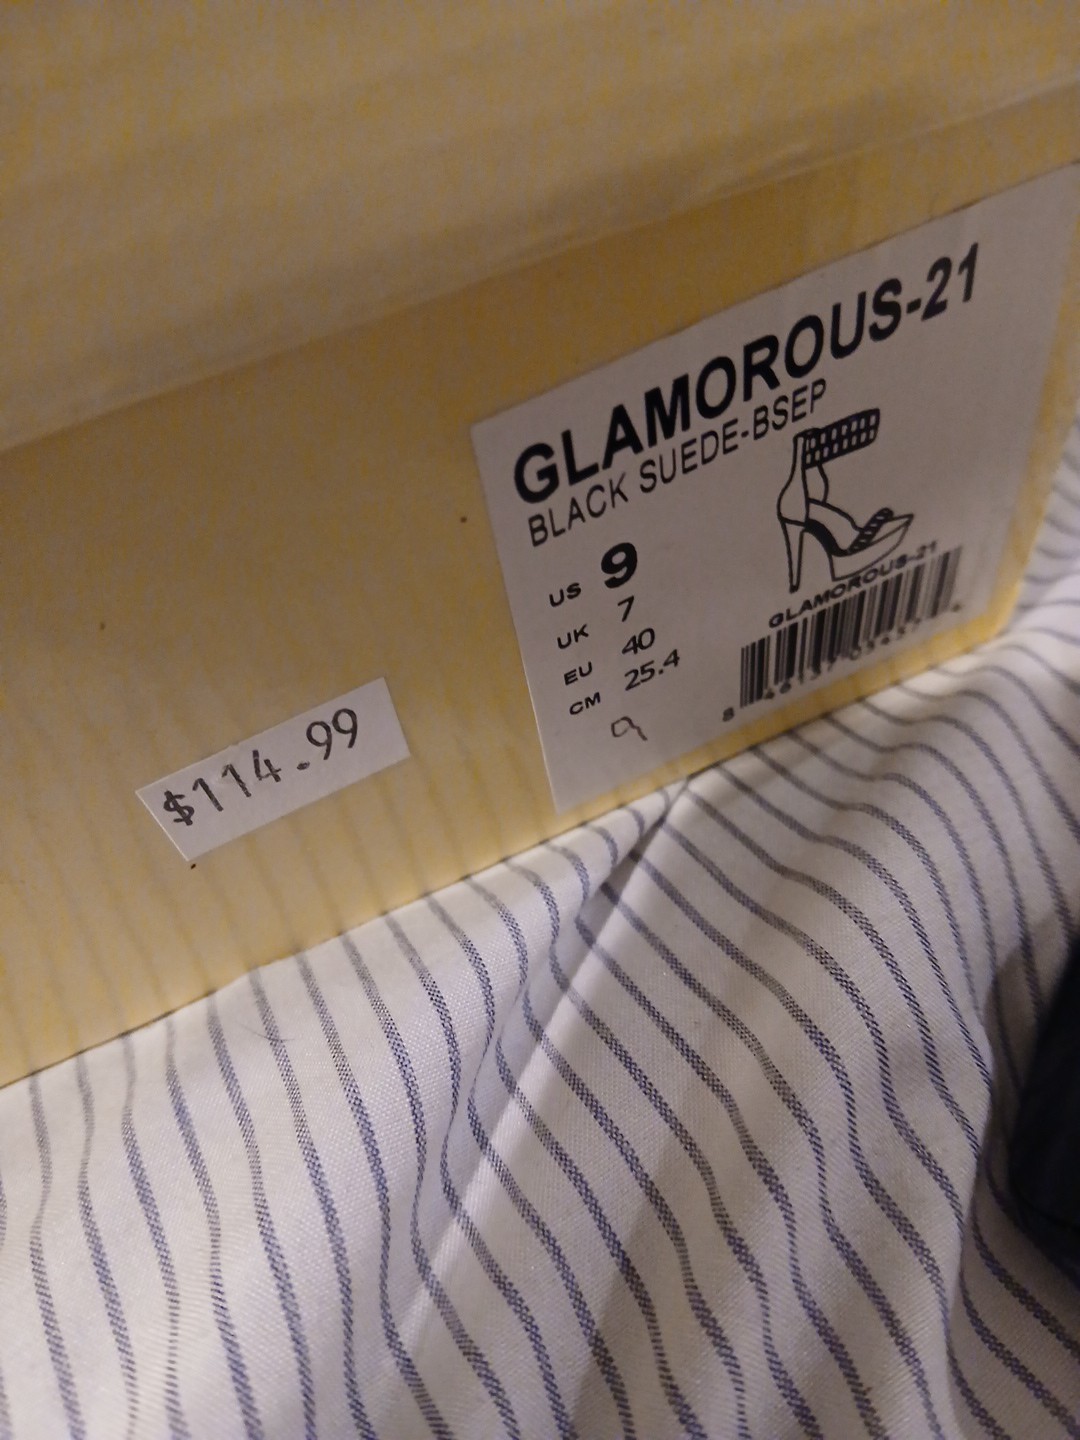 GLAMOROUS-21
BLACK SUEDE-BSEP
US 9
UK 7
EU 40
CM 25.4
9
GLAMOROUS-21
$114.99